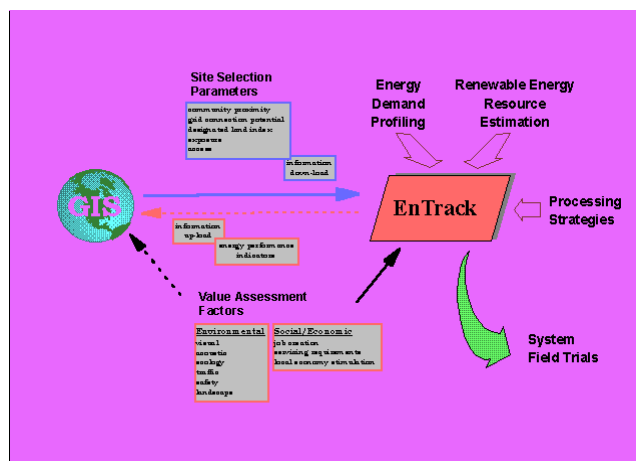 Site Selection
Parameters
community proximity
grid connection potential
designated land index
exposure
access
information
down-load
Energy
Demand
Profiling
Renewable Energy
Resource
Estimation
GIS
EnTrack
Processing
Strategies
information
up-load
energy performance
indicators
Value Assessment
Factors
Environmental
visual
acoustic
ecology
traffic
safety
landscape
Social/Economic
job creation
servicing requirements
local economy stimulation
System
Field Trials